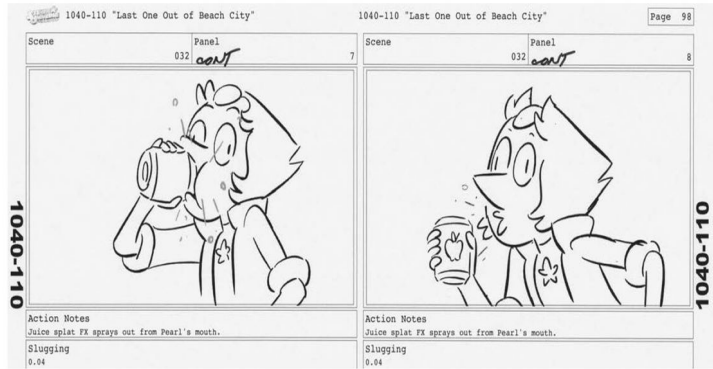 1040-110 "Last One Out of Beach City"
1040-110 "Last One Out of Beach City"
Page 98
Scene
032
Panel
CONT
7
Scene
032
Panel
CONT
8
1040-110
1040-110
Action Notes
Juice splat FX sprays out from Pearl's mouth.
Slugging
0.04
Action Notes
Juice splat FX sprays out from Pearl's mouth.
Slugging
0.04